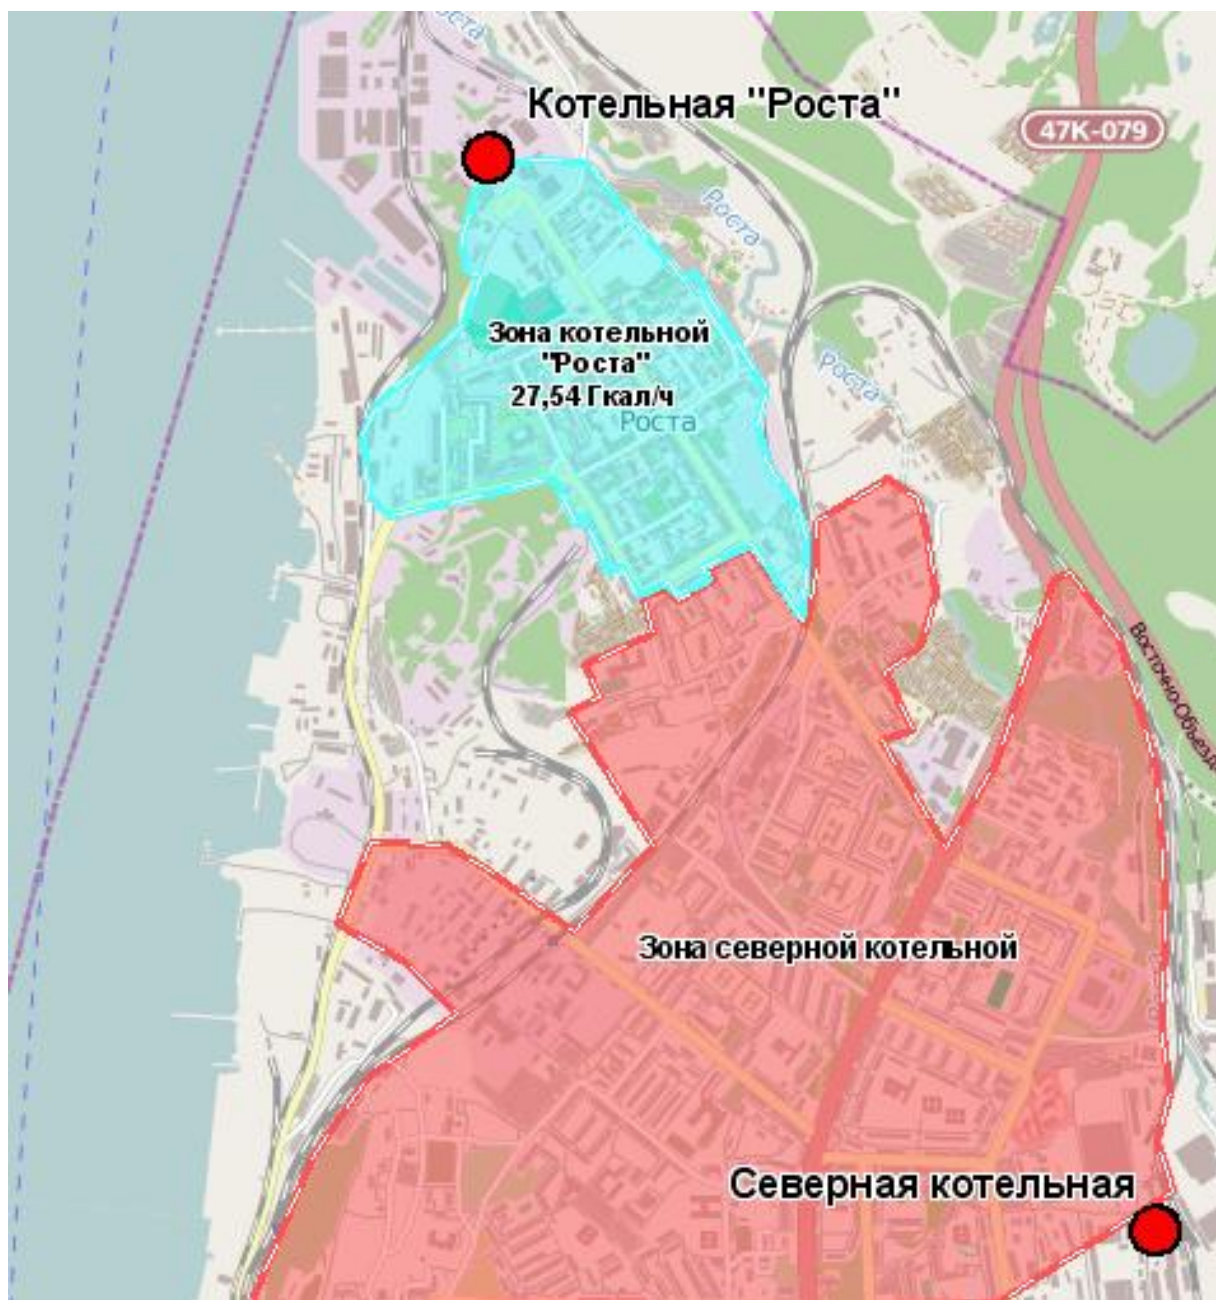 Роста
Котельная "Роста"
47К-079
Роста
Зона котельной
"Роста"
27,54 Гкал/ч
Роста
Роста
Восточно-Объезд
Зона северной котельной
Северная котельная